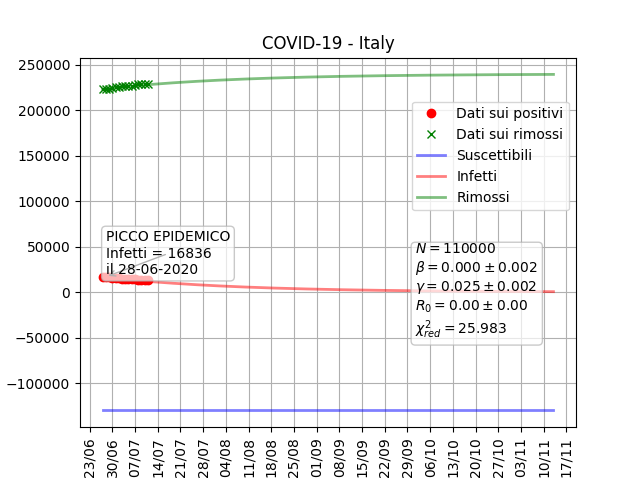 COVID-19 - Italy
250000
200000
150000
100000
50000
0
−50000
−100000
Dati sui positivi
Dati sui rimossi
Suscettibili
Infetti
Rimossi
PICCO EPIDEMICO
Infetti = 16836
il 28-06-2020
N = 110000
β = 0.000 ± 0.002
γ = 0.025 ± 0.002
R₀ = 0.00 ± 0.00
χ²red = 25.983
23/06
30/06
07/07
14/07
21/07
28/07
04/08
11/08
18/08
25/08
01/09
08/09
15/09
22/09
29/09
06/10
13/10
20/10
27/10
03/11
10/11
17/11